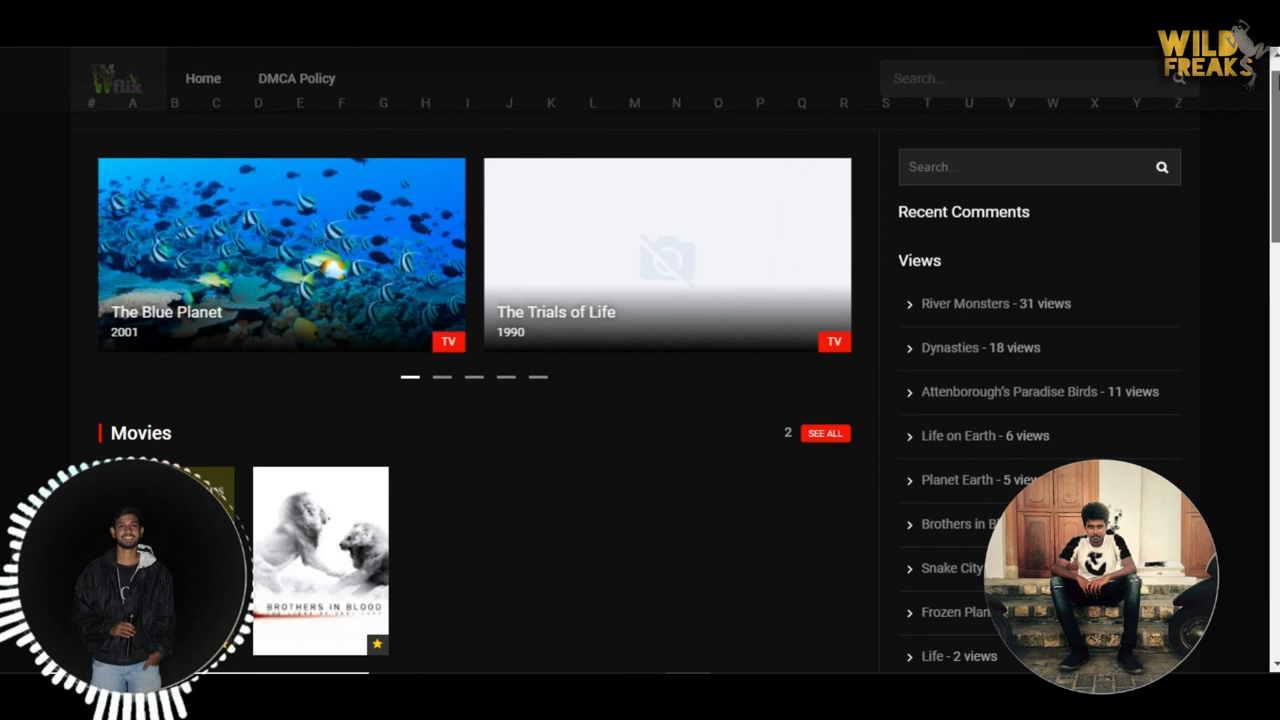 WILD
FREAKS
Wflik
Home
DMCA Policy
Search...
# A B C D E F G H I J K L M N O P Q R S T U V W X Y Z
The Blue Planet
2001
TV
The Trials of Life
1990
TV
Search...
Recent Comments
Views
River Monsters - 31 views
Dynasties - 18 views
Attenborough's Paradise Birds - 11 views
Life on Earth - 6 views
Planet Earth - 5
Brothers in
Snake City
Frozen
Life - 2 views
Movies
2 SEE ALL
BROTHERS IN BLOOD